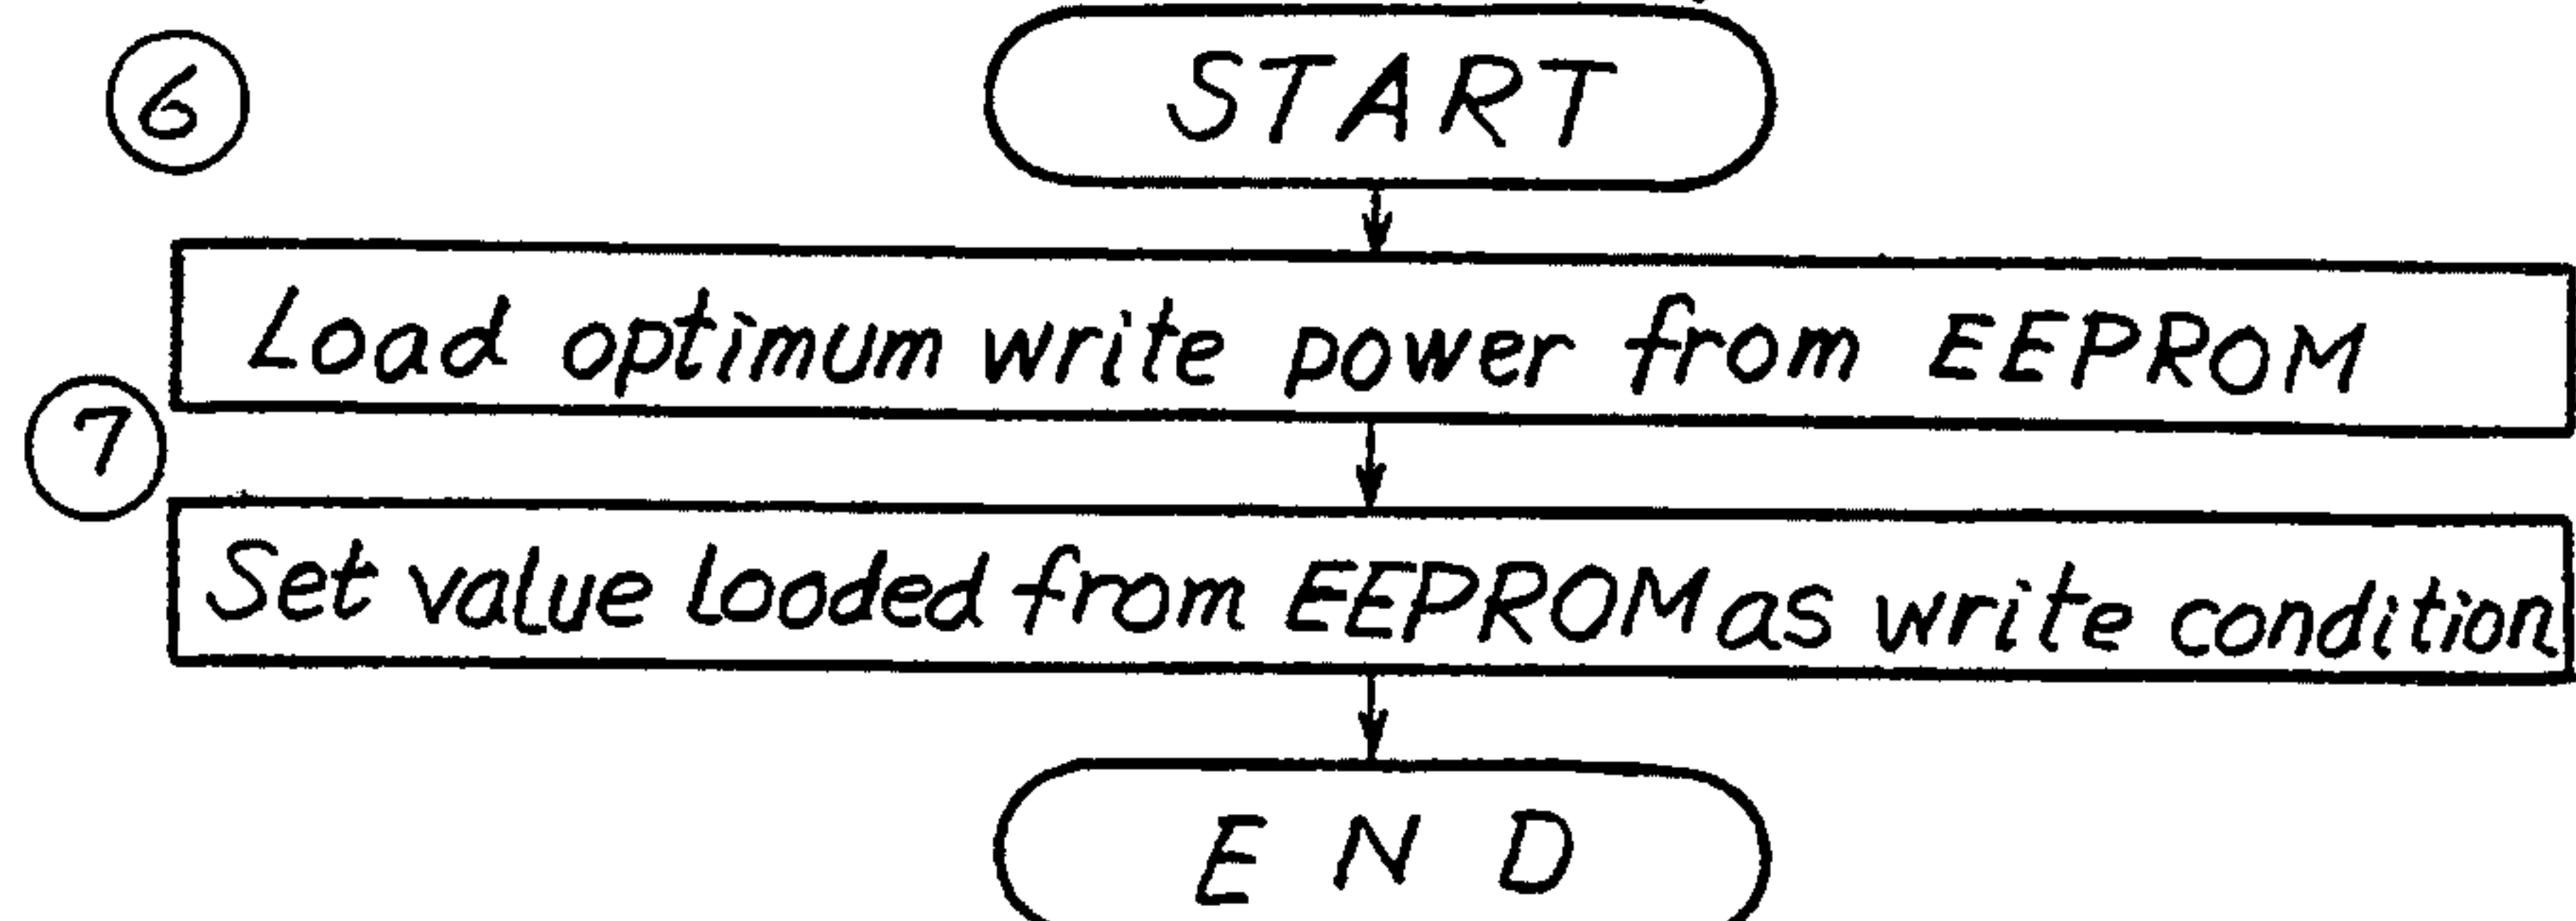 6
START
Load optimum write power from EEPROM
7
Set value looded from EEPROM as write condition
END